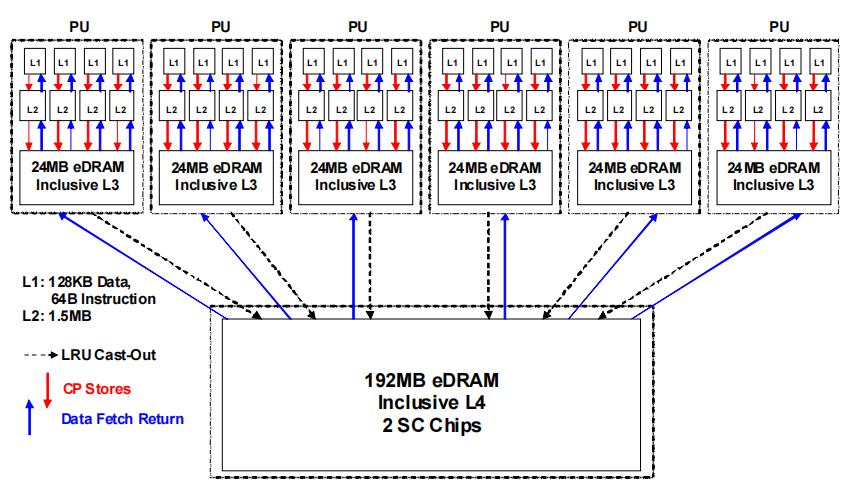 PU PU PU PU PU PU
L1 L1 L1 L1 L1 L1 L1 L1 L1 L1 L1 L1 L1 L1 L1 L1 L1 L1 L1 L1 L1 L1 L1 L1
L2 L2 L2 L2 L2 L2 L2 L2 L2 L2 L2 L2 L2 L2 L2 L2 L2 L2 L2 L2 L2 L2 L2 L2
24MB eDRAM 24MB eDRAM 24MB eDRAM 24MB eDRAM 24MB eDRAM 24MB eDRAM
Inclusive L3 Inclusive L3 Inclusive L3 Inclusive L3 Inclusive L3 Inclusive L3
L1: 128KB Data,
64B Instruction
L2: 1.5MB
LRU Cast-Out
CP Stores
Data Fetch Return
192MB eDRAM
Inclusive L4
2 SC Chips